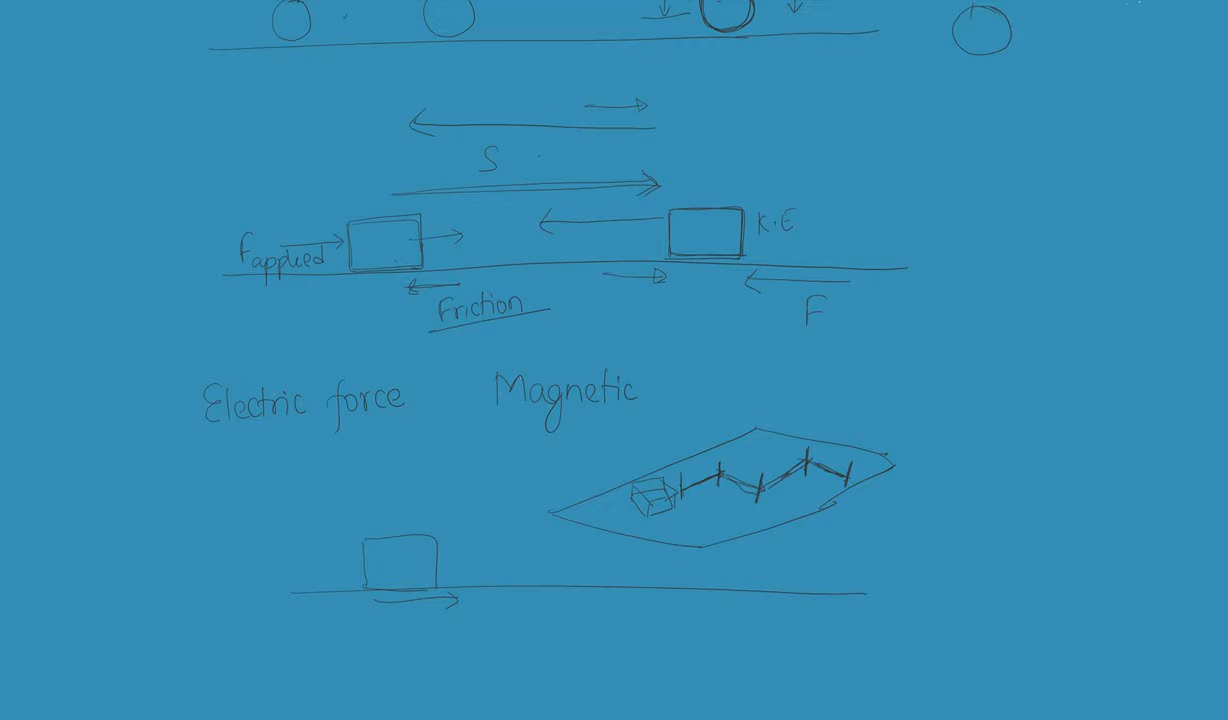 S
K.E
Fapplied
Friction
F
Electric force Magnetic